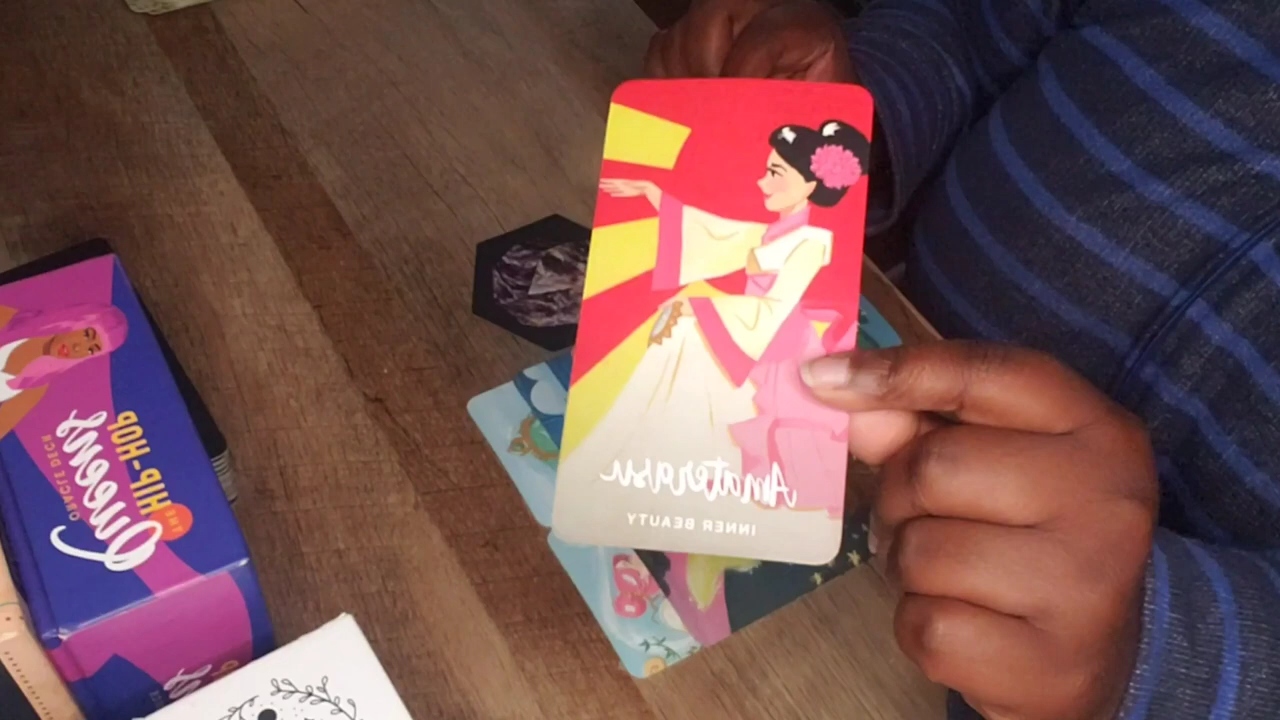 Amaterasu
INNER BEAUTY
THE
HIP-HOP
Queens
ORACLE DECK